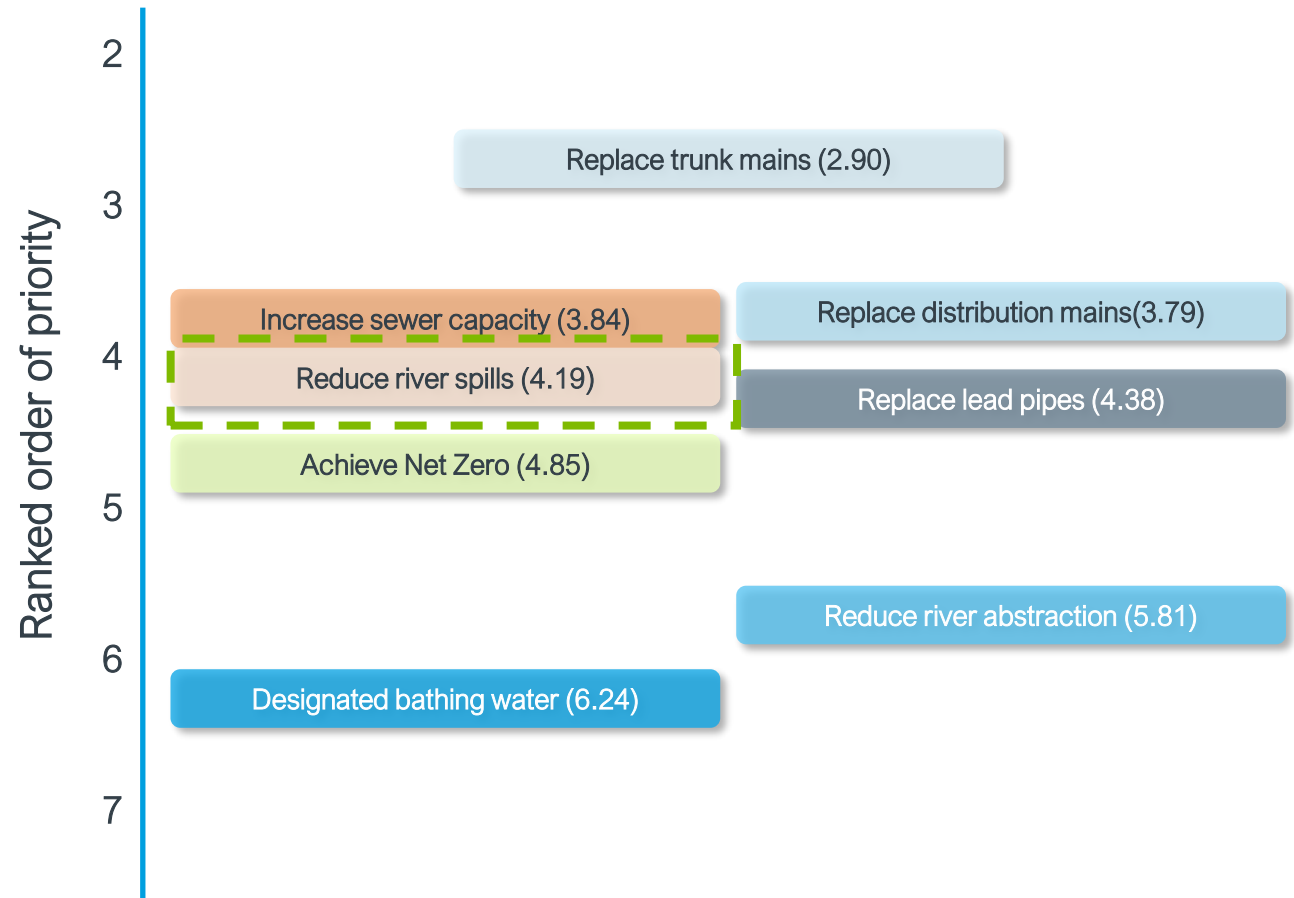 Ranked order of priority
2
Replace trunk mains (2.90)
3
Increase sewer capacity (3.84)
Replace distribution mains(3.79)
4
Reduce river spills (4.19)
Replace lead pipes (4.38)
Achieve Net Zero (4.85)
5
Reduce river abstraction (5.81)
6
Designated bathing water (6.24)
7